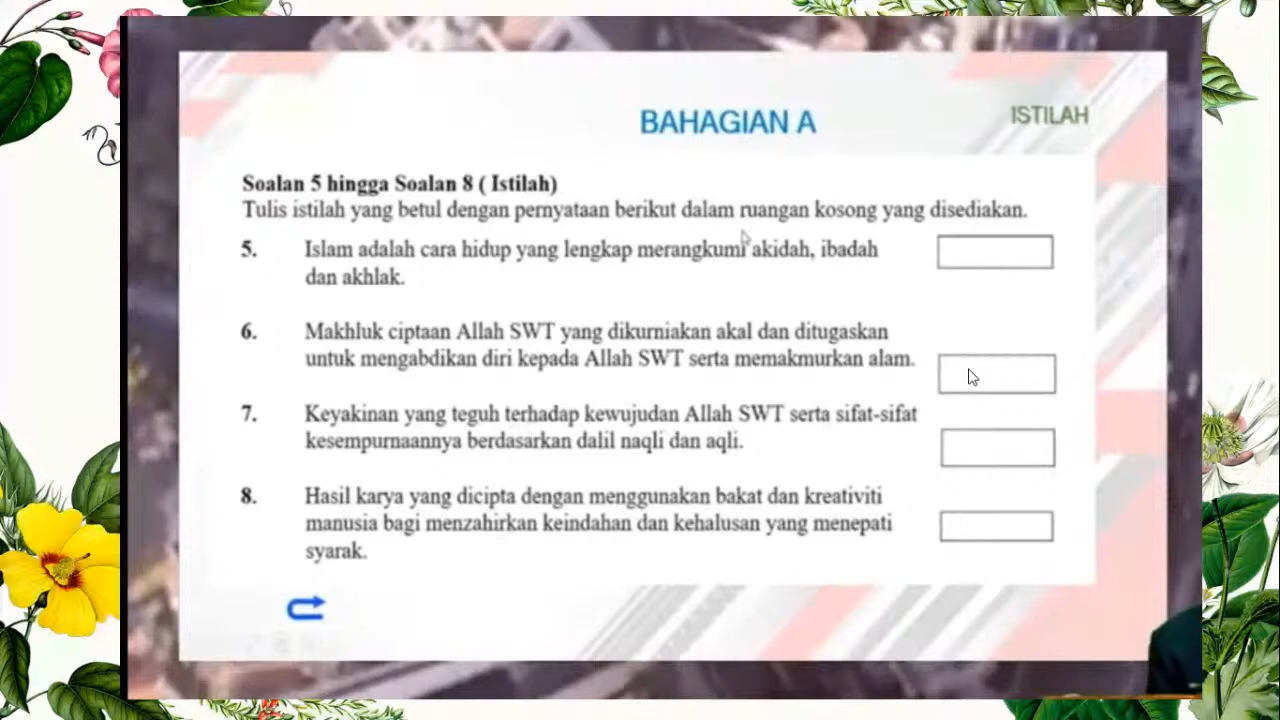 BAHAGIAN A
ISTILAH
Soalan 5 hingga Soalan 8 ( Istilah)
Tulis istilah yang betul dengan pernyataan berikut dalam ruangan kosong yang disediakan.
5. Islam adalah cara hidup yang lengkap merangkumi akidah, ibadah
dan akhlak.
6. Makhluk ciptaan Allah SWT yang dikurniakan akal dan ditugaskan
untuk mengabdikan diri kepada Allah SWT serta memakmurkan alam.
7. Keyakinan yang teguh terhadap kewujudan Allah SWT serta sifat-sifat
kesempurnaannya berdasarkan dalil naqli dan aqli.
8. Hasil karya yang dicipta dengan menggunakan bakat dan kreativiti
manusia bagi menzahirkan keindahan dan kehalusan yang menepati
syarak.